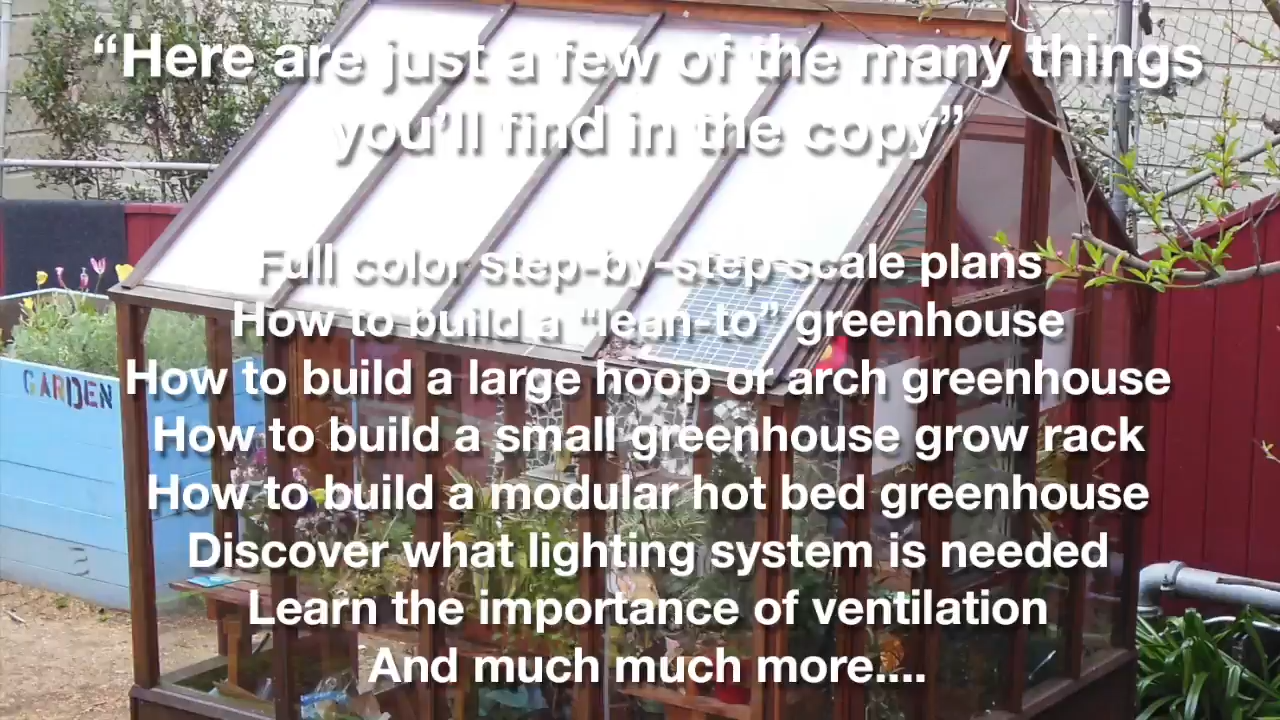 “Here are just a few of the many things
you’ll find in the copy”
Full color step-by-step scale plans
How to build a “lean-to” greenhouse
GARDEN
How to build a large hoop or arch greenhouse
How to build a small greenhouse grow rack
How to build a modular hot bed greenhouse
Discover what lighting system is needed
Learn the importance of ventilation
And much much more....